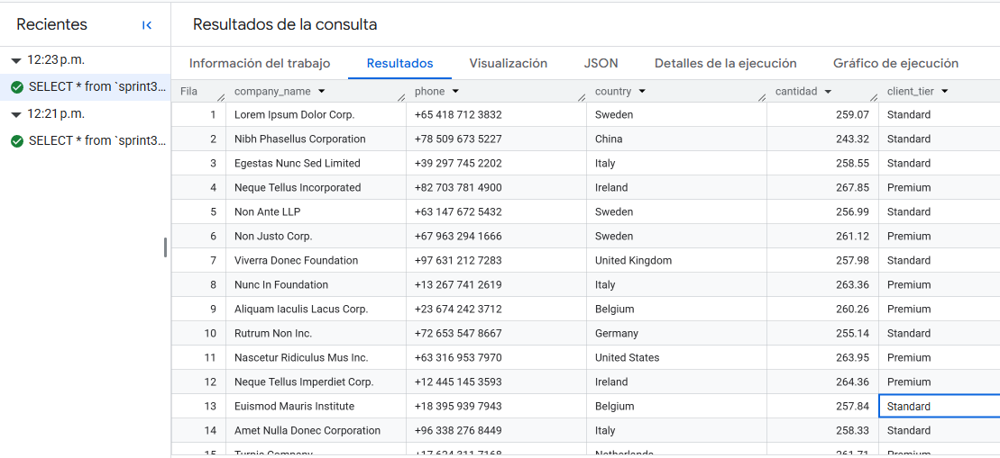 Recientes
12:23 p.m.
SELECT * from `sprint3...
12:21 p.m.
SELECT * from `sprint3...
Resultados de la consulta
Información del trabajo Resultados Visualización JSON Detalles de la ejecución Gráfico de ejecución
Fila company_name phone country cantidad client_tier
1 Lorem Ipsum Dolor Corp. +65 418 712 3832 Sweden 259.07 Standard
2 Nibh Phasellus Corporation +78 509 673 5227 China 243.32 Standard
3 Egestas Nunc Sed Limited +39 297 745 2202 Italy 258.55 Standard
4 Neque Tellus Incorporated +82 703 781 4900 Ireland 267.85 Premium
5 Non Ante LLP +63 147 672 5432 Sweden 256.99 Standard
6 Non Justo Corp. +67 963 294 1666 Sweden 261.12 Premium
7 Viverra Donec Foundation +97 631 212 7283 United Kingdom 257.98 Standard
8 Nunc In Foundation +13 267 741 2619 Italy 263.36 Premium
9 Aliquam Iaculis Lacus Corp. +23 674 242 3712 Belgium 260.26 Premium
10 Rutrum Non Inc. +72 653 547 8667 Germany 255.14 Standard
11 Nascetur Ridiculus Mus Inc. +63 316 953 7970 United States 263.95 Premium
12 Neque Tellus Imperdiet Corp. +12 445 145 3593 Ireland 264.36 Premium
13 Euismod Mauris Institute +18 395 939 7943 Belgium 257.84 Standard
14 Amet Nulla Donec Corporation +96 338 276 8449 Italy 258.33 Standard
15 Turpis Company +17 624 311 7168 Netherlands 261.71 Premium